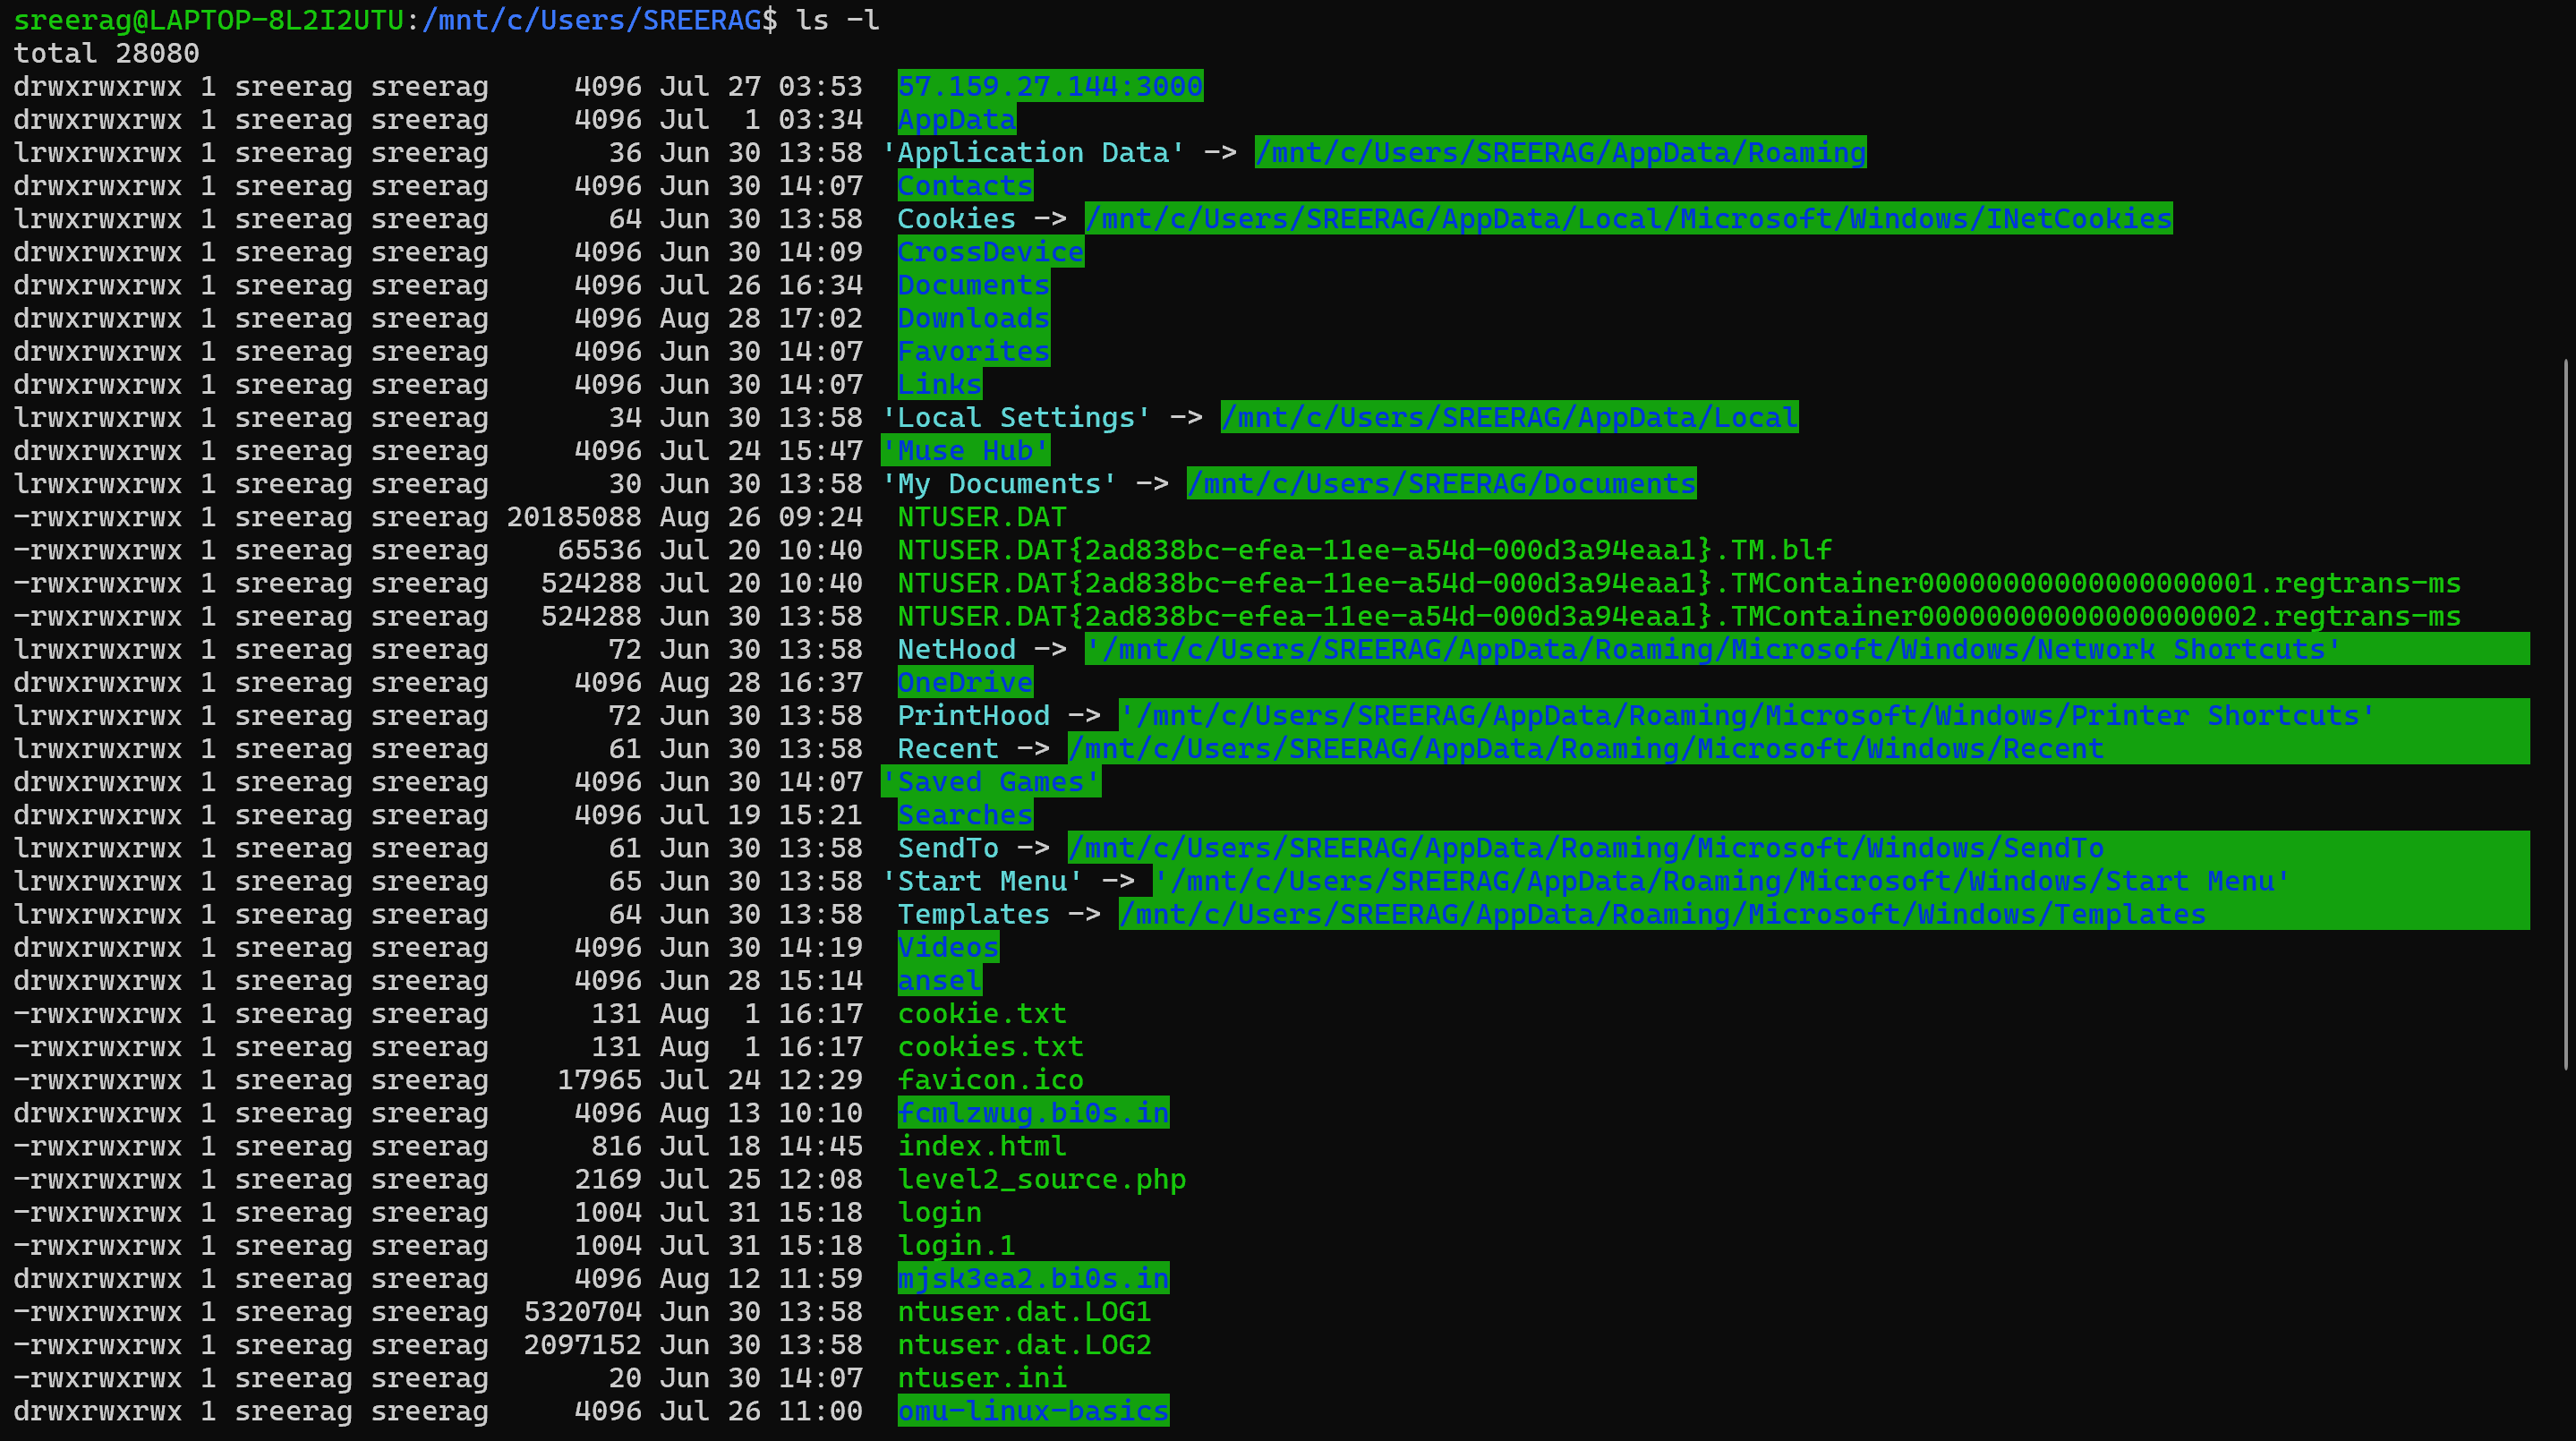 sreerag@LAPTOP-8L2I2UTU:/mnt/c/Users/SREERAG$ ls -l
total 28080
drwxrwxrwx 1 sreerag sreerag     4096 Jul 27 03:53  57.159.27.144:3000
drwxrwxrwx 1 sreerag sreerag     4096 Jul  1 03:34  AppData
lrwxrwxrwx 1 sreerag sreerag       36 Jun 30 13:58 'Application Data' -> /mnt/c/Users/SREERAG/AppData/Roaming
drwxrwxrwx 1 sreerag sreerag     4096 Jun 30 14:07  Contacts
lrwxrwxrwx 1 sreerag sreerag       64 Jun 30 13:58  Cookies -> /mnt/c/Users/SREERAG/AppData/Local/Microsoft/Windows/INetCookies
drwxrwxrwx 1 sreerag sreerag     4096 Jun 30 14:09  CrossDevice
drwxrwxrwx 1 sreerag sreerag     4096 Jul 26 16:34  Documents
drwxrwxrwx 1 sreerag sreerag     4096 Aug 28 17:02  Downloads
drwxrwxrwx 1 sreerag sreerag     4096 Jun 30 14:07  Favorites
drwxrwxrwx 1 sreerag sreerag     4096 Jun 30 14:07  Links
lrwxrwxrwx 1 sreerag sreerag       34 Jun 30 13:58 'Local Settings' -> /mnt/c/Users/SREERAG/AppData/Local
drwxrwxrwx 1 sreerag sreerag     4096 Jul 24 15:47 'Muse Hub'
lrwxrwxrwx 1 sreerag sreerag       30 Jun 30 13:58 'My Documents' -> /mnt/c/Users/SREERAG/Documents
-rwxrwxrwx 1 sreerag sreerag 20185088 Aug 26 09:24  NTUSER.DAT
-rwxrwxrwx 1 sreerag sreerag    65536 Jul 20 10:40  NTUSER.DAT{2ad838bc-efea-11ee-a54d-000d3a94eaa1}.TM.blf
-rwxrwxrwx 1 sreerag sreerag   524288 Jul 20 10:40  NTUSER.DAT{2ad838bc-efea-11ee-a54d-000d3a94eaa1}.TMContainer00000000000000000001.regtrans-ms
-rwxrwxrwx 1 sreerag sreerag   524288 Jun 30 13:58  NTUSER.DAT{2ad838bc-efea-11ee-a54d-000d3a94eaa1}.TMContainer00000000000000000002.regtrans-ms
lrwxrwxrwx 1 sreerag sreerag       72 Jun 30 13:58  NetHood -> '/mnt/c/Users/SREERAG/AppData/Roaming/Microsoft/Windows/Network Shortcuts'
drwxrwxrwx 1 sreerag sreerag     4096 Aug 28 16:37  OneDrive
lrwxrwxrwx 1 sreerag sreerag       72 Jun 30 13:58  PrintHood -> '/mnt/c/Users/SREERAG/AppData/Roaming/Microsoft/Windows/Printer Shortcuts'
lrwxrwxrwx 1 sreerag sreerag       61 Jun 30 13:58  Recent -> /mnt/c/Users/SREERAG/AppData/Roaming/Microsoft/Windows/Recent
drwxrwxrwx 1 sreerag sreerag     4096 Jun 30 14:07 'Saved Games'
drwxrwxrwx 1 sreerag sreerag     4096 Jul 19 15:21  Searches
lrwxrwxrwx 1 sreerag sreerag       61 Jun 30 13:58  SendTo -> /mnt/c/Users/SREERAG/AppData/Roaming/Microsoft/Windows/SendTo
lrwxrwxrwx 1 sreerag sreerag       65 Jun 30 13:58 'Start Menu' -> '/mnt/c/Users/SREERAG/AppData/Roaming/Microsoft/Windows/Start Menu'
lrwxrwxrwx 1 sreerag sreerag       64 Jun 30 13:58  Templates -> /mnt/c/Users/SREERAG/AppData/Roaming/Microsoft/Windows/Templates
drwxrwxrwx 1 sreerag sreerag     4096 Jun 30 14:19  Videos
drwxrwxrwx 1 sreerag sreerag     4096 Jun 28 15:14  ansel
-rwxrwxrwx 1 sreerag sreerag      131 Aug  1 16:17  cookie.txt
-rwxrwxrwx 1 sreerag sreerag      131 Aug  1 16:17  cookies.txt
-rwxrwxrwx 1 sreerag sreerag    17965 Jul 24 12:29  favicon.ico
drwxrwxrwx 1 sreerag sreerag     4096 Aug 13 10:10  fcmlzwug.bi0s.in
-rwxrwxrwx 1 sreerag sreerag      816 Jul 18 14:45  index.html
-rwxrwxrwx 1 sreerag sreerag     2169 Jul 25 12:08  level2_source.php
-rwxrwxrwx 1 sreerag sreerag     1004 Jul 31 15:18  login
-rwxrwxrwx 1 sreerag sreerag     1004 Jul 31 15:18  login.1
drwxrwxrwx 1 sreerag sreerag     4096 Aug 12 11:59  mjsk3ea2.bi0s.in
-rwxrwxrwx 1 sreerag sreerag  5320704 Jun 30 13:58  ntuser.dat.LOG1
-rwxrwxrwx 1 sreerag sreerag  2097152 Jun 30 13:58  ntuser.dat.LOG2
-rwxrwxrwx 1 sreerag sreerag       20 Jun 30 14:07  ntuser.ini
drwxrwxrwx 1 sreerag sreerag     4096 Jul 26 11:00  omu-linux-basics